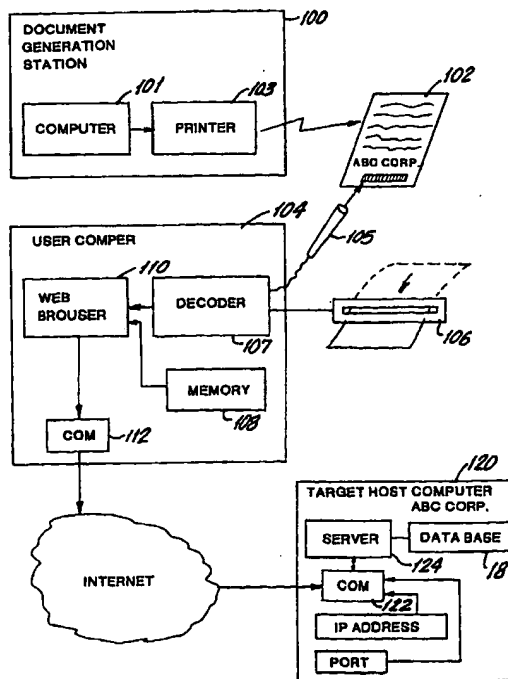 DOCUMENT
GENERATION
STATION
100
101
103
COMPUTER
PRINTER
102
ABC CORP.
104
105
USER COMPER
110
WEB
BROUSER
DECODER
107
106
MEMORY
108
COM
112
120
TARGET HOST COMPUTER
ABC CORP.
SERVER
DATA BASE
124
18
INTERNET
COM
122
IP ADDRESS
PORT